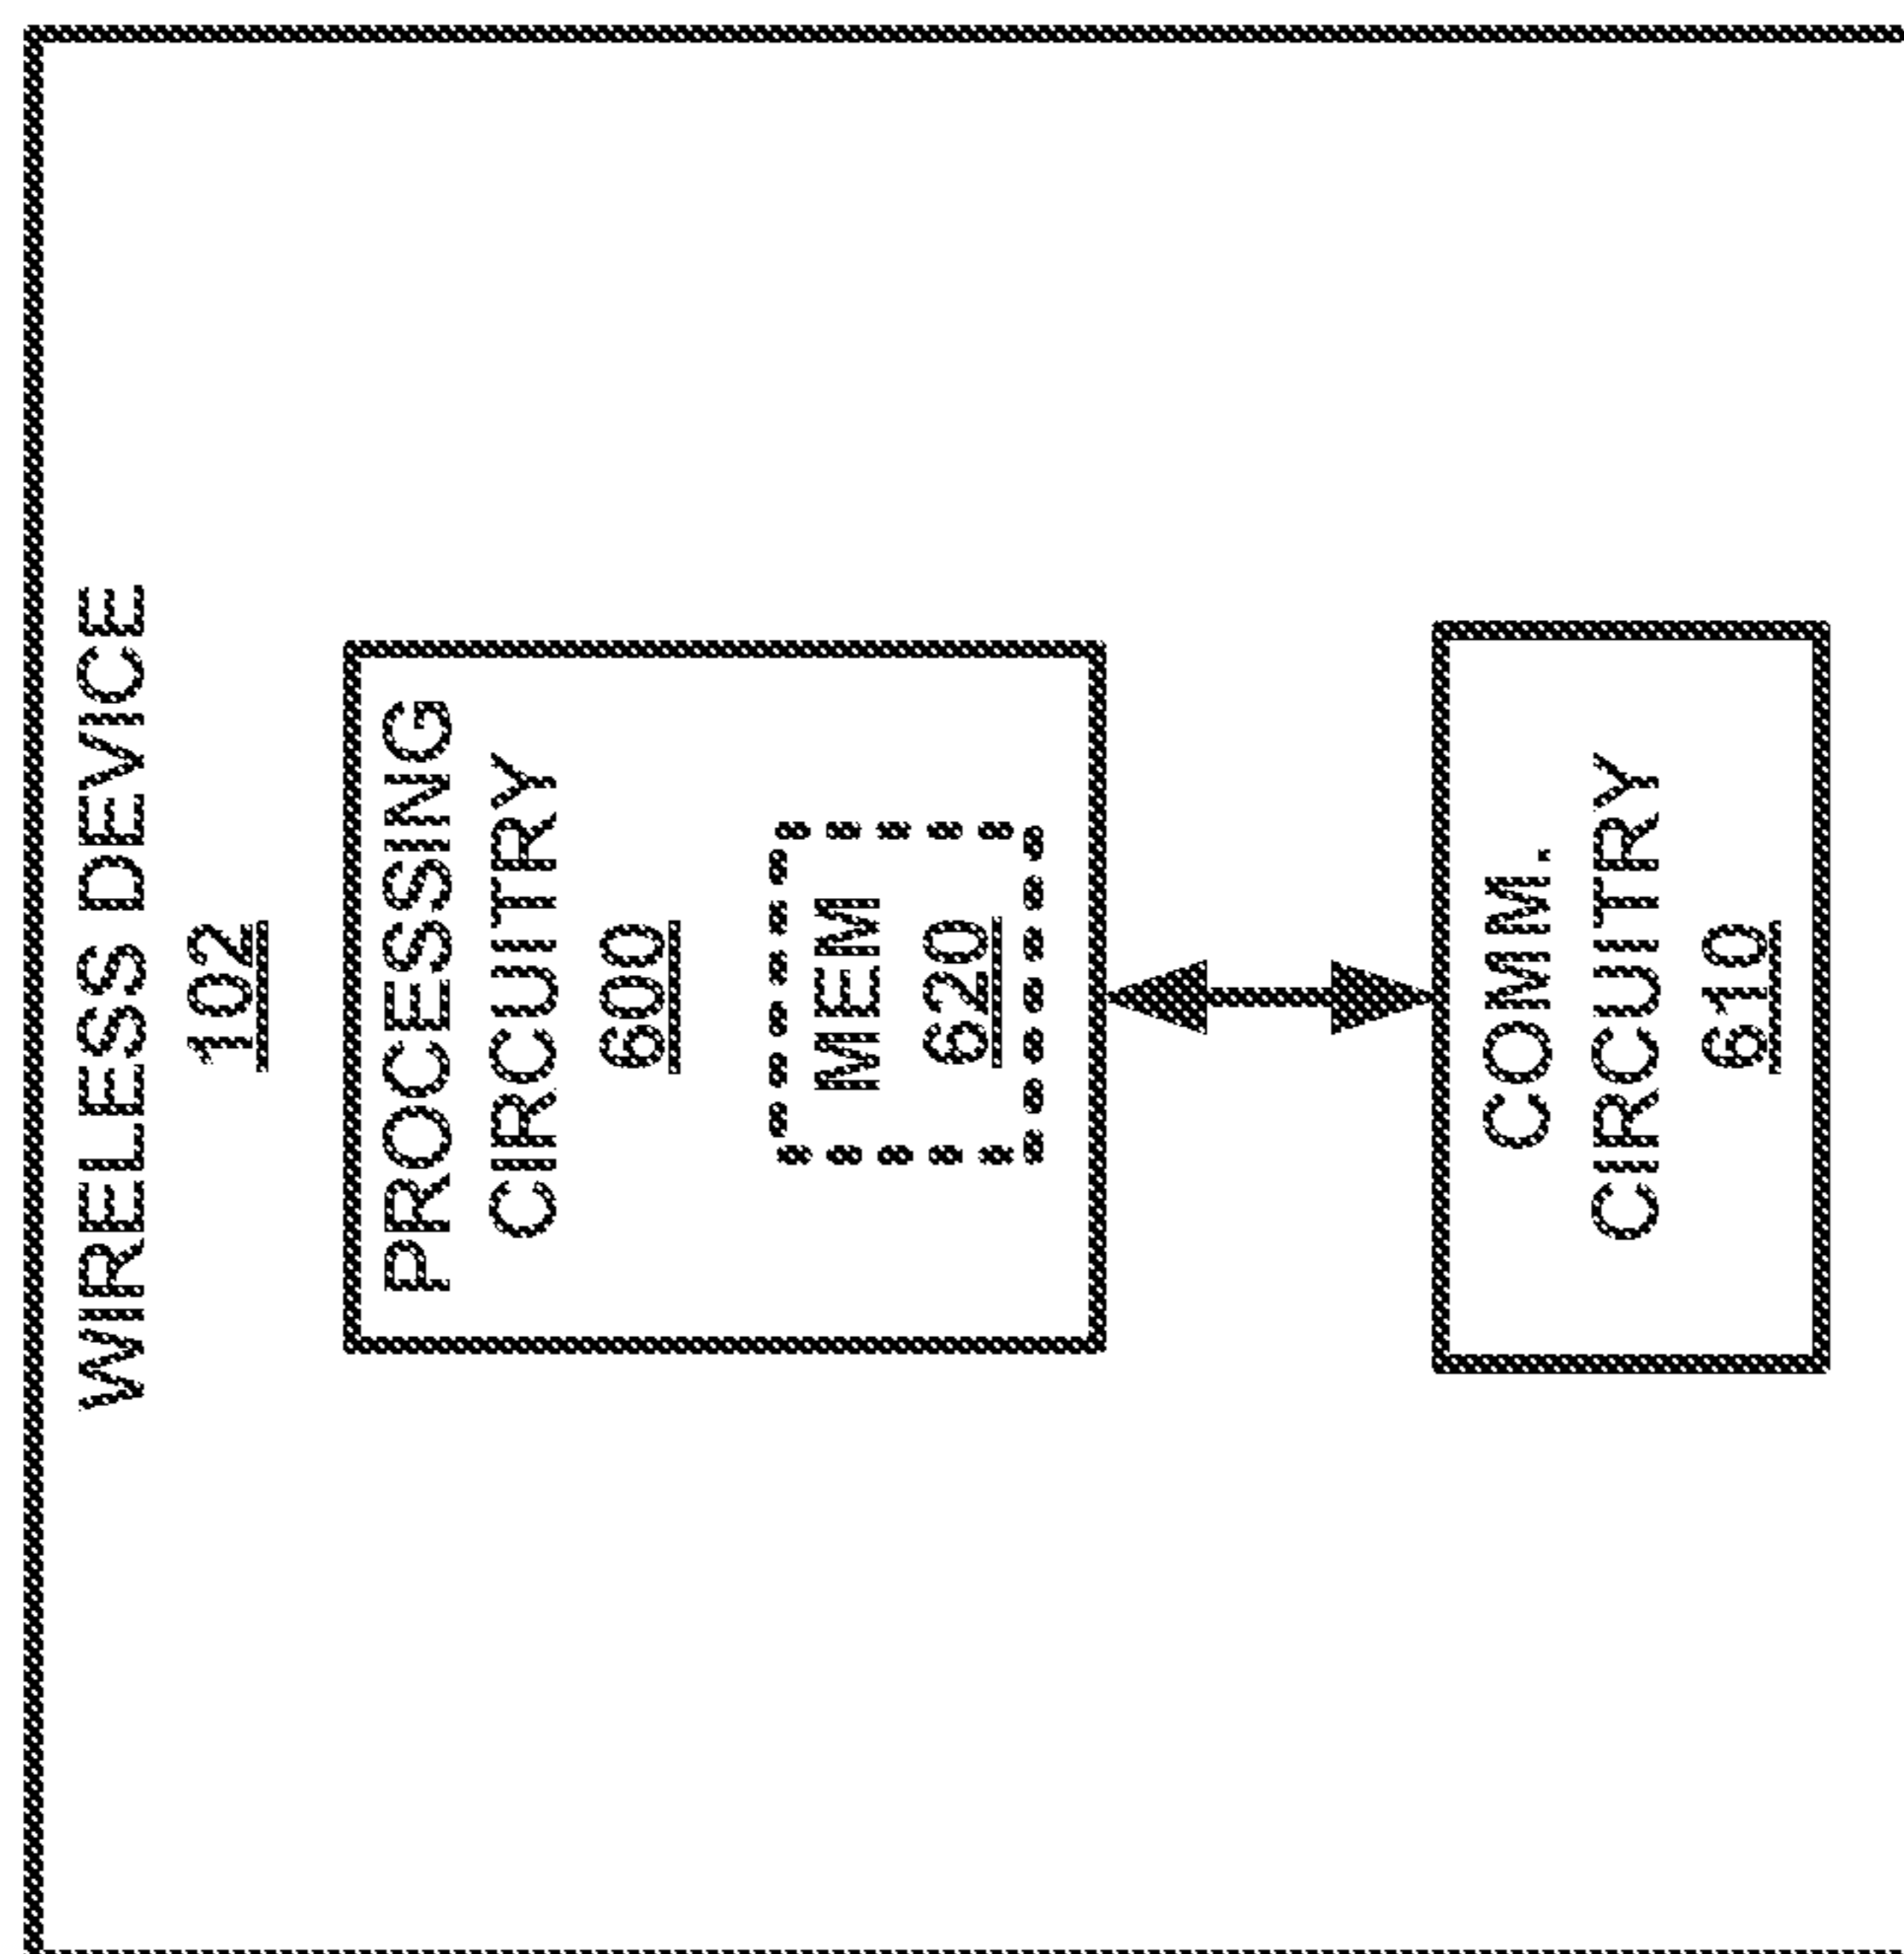 WIRELESS DEVICE
102
PROCESSING
CIRCUITRY
600
MEM
620
COMM.
CIRCUITRY
610